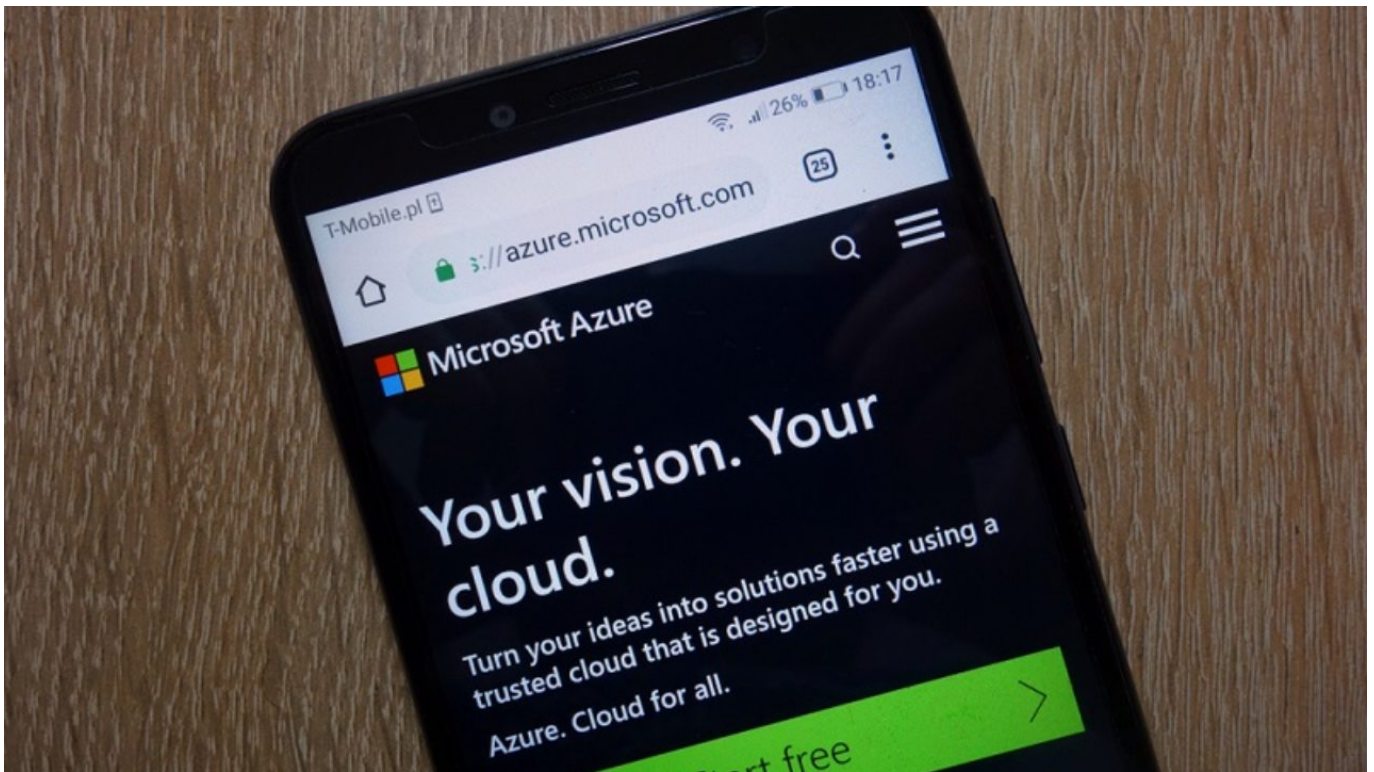 T-Mobile.pl
26% 18:17
s://azure.microsoft.com
25
Microsoft Azure
Your vision. Your
cloud.
Turn your ideas into solutions faster using a
trusted cloud that is designed for you.
Azure. Cloud for all.
free